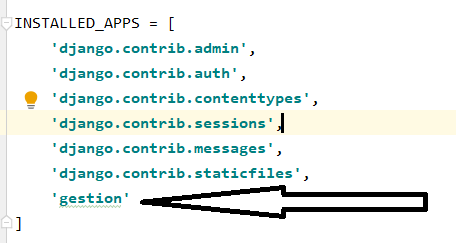 INSTALLED_APPS = [
'django.contrib.admin',
'django.contrib.auth',
'django.contrib.contenttypes',
'django.contrib.sessions',
'django.contrib.messages',
'django.contrib.staticfiles',
'gestion'
]